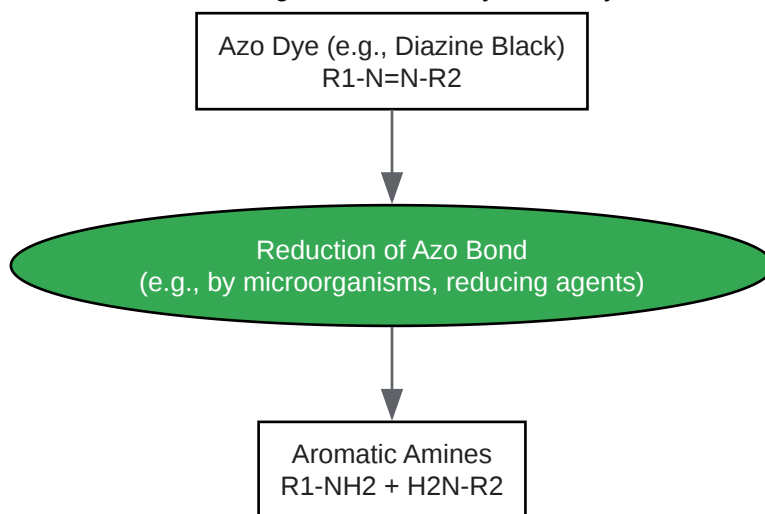 Azo Dye (e.g., Diazine Black)
R1-N=N-R2
Reduction of Azo Bond
(e.g., by microorganisms, reducing agents)
Aromatic Amines
R1-NH2 + H2N-R2